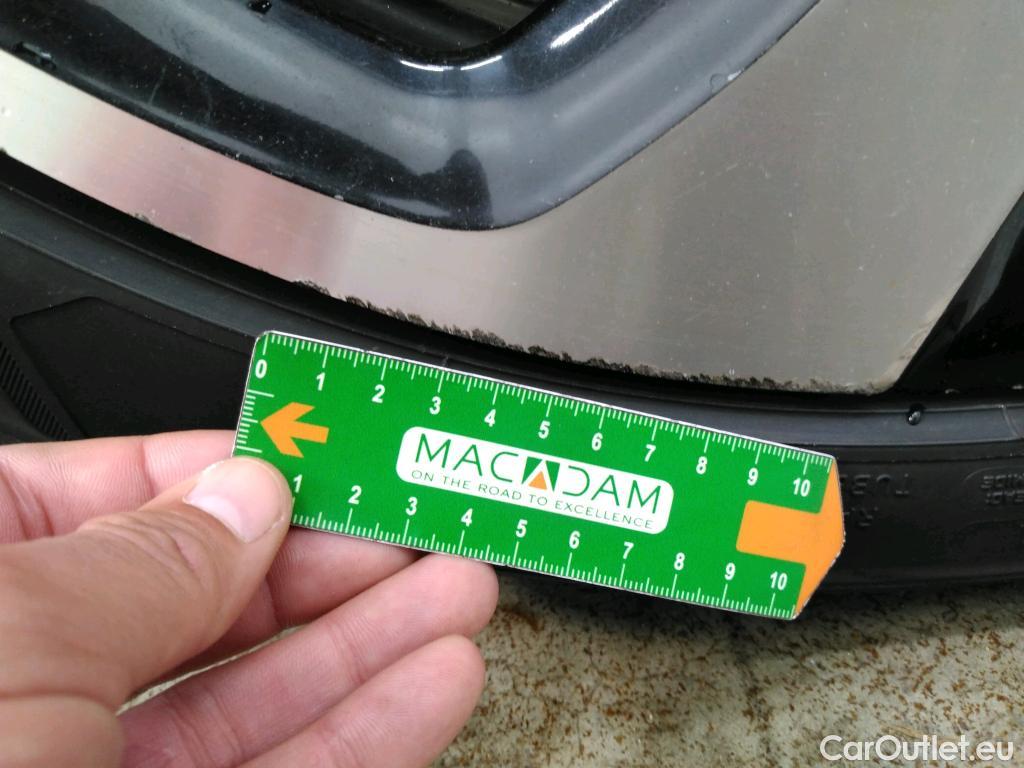 0 1 2 3 4 5 6 7 8 9 10
MACADAM
ON THE ROAD TO EXCELLENCE
1 2 3 4 5 6 7 8 9 10
CarOutlet.eu